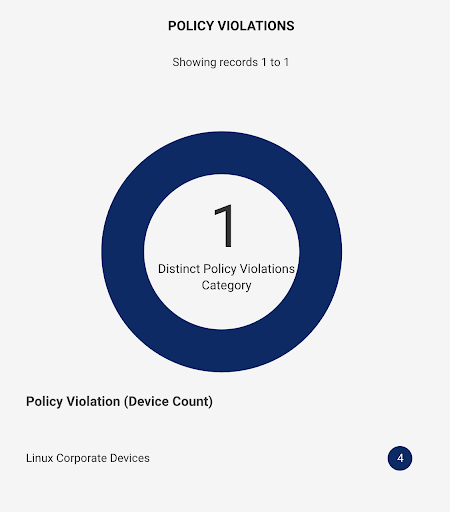 POLICY VIOLATIONS
Showing records 1 to 1
1
Distinct Policy Violations
Category
Policy Violation (Device Count)
Linux Corporate Devices 4